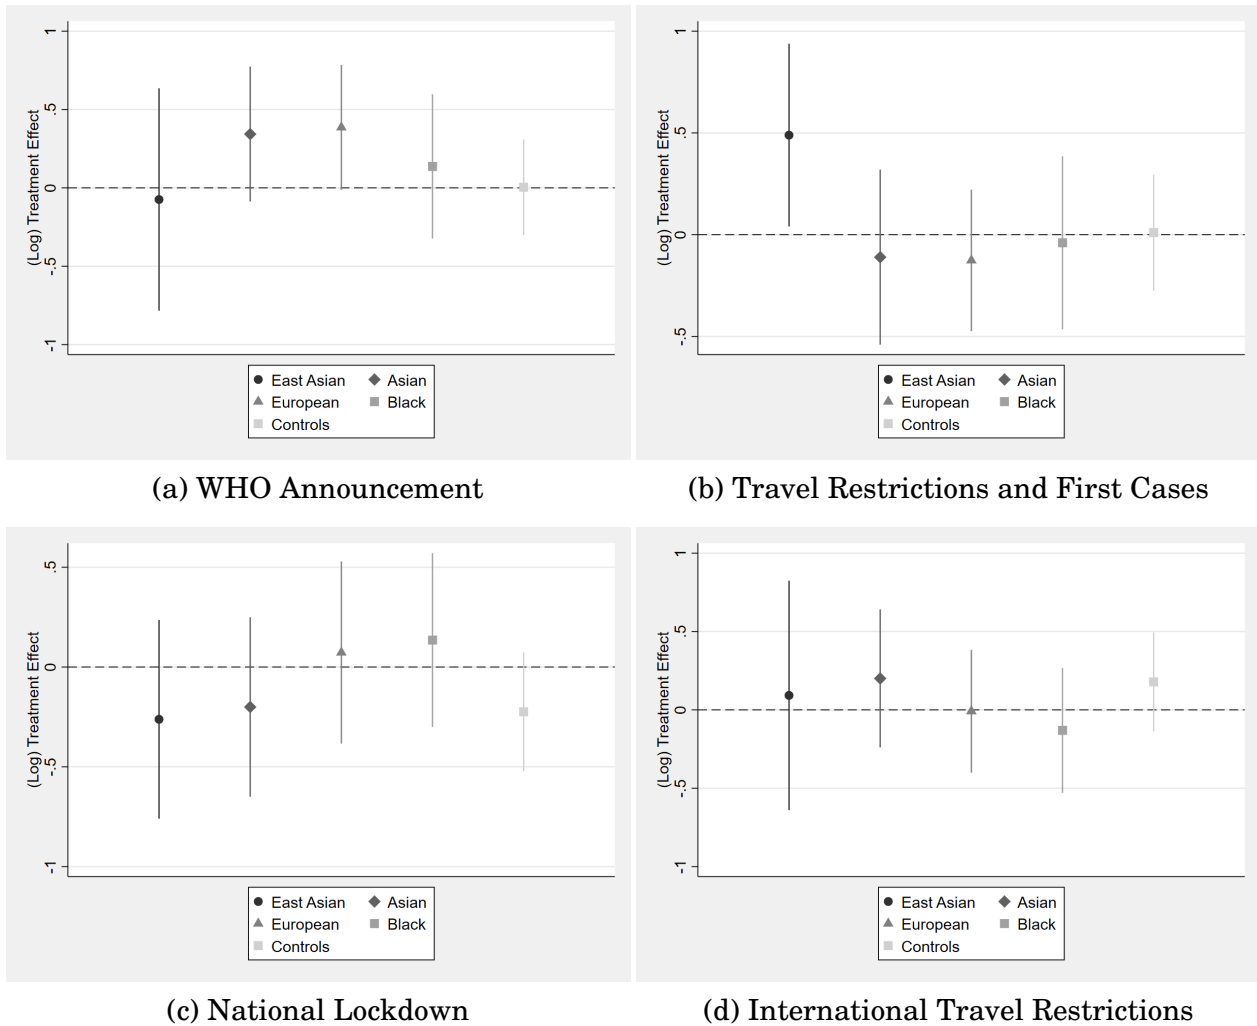 (Log) Treatment Effect
1
.5
0
-.5
-1
East Asian Asian
European Black
Controls
(a) WHO Announcement
(Log) Treatment Effect
1
.5
0
-.5
East Asian Asian
European Black
Controls
(b) Travel Restrictions and First Cases
(Log) Treatment Effect
.5
0
-.5
-1
East Asian Asian
European Black
Controls
(c) National Lockdown
(Log) Treatment Effect
1
.5
0
-.5
-1
East Asian Asian
European Black
Controls
(d) International Travel Restrictions